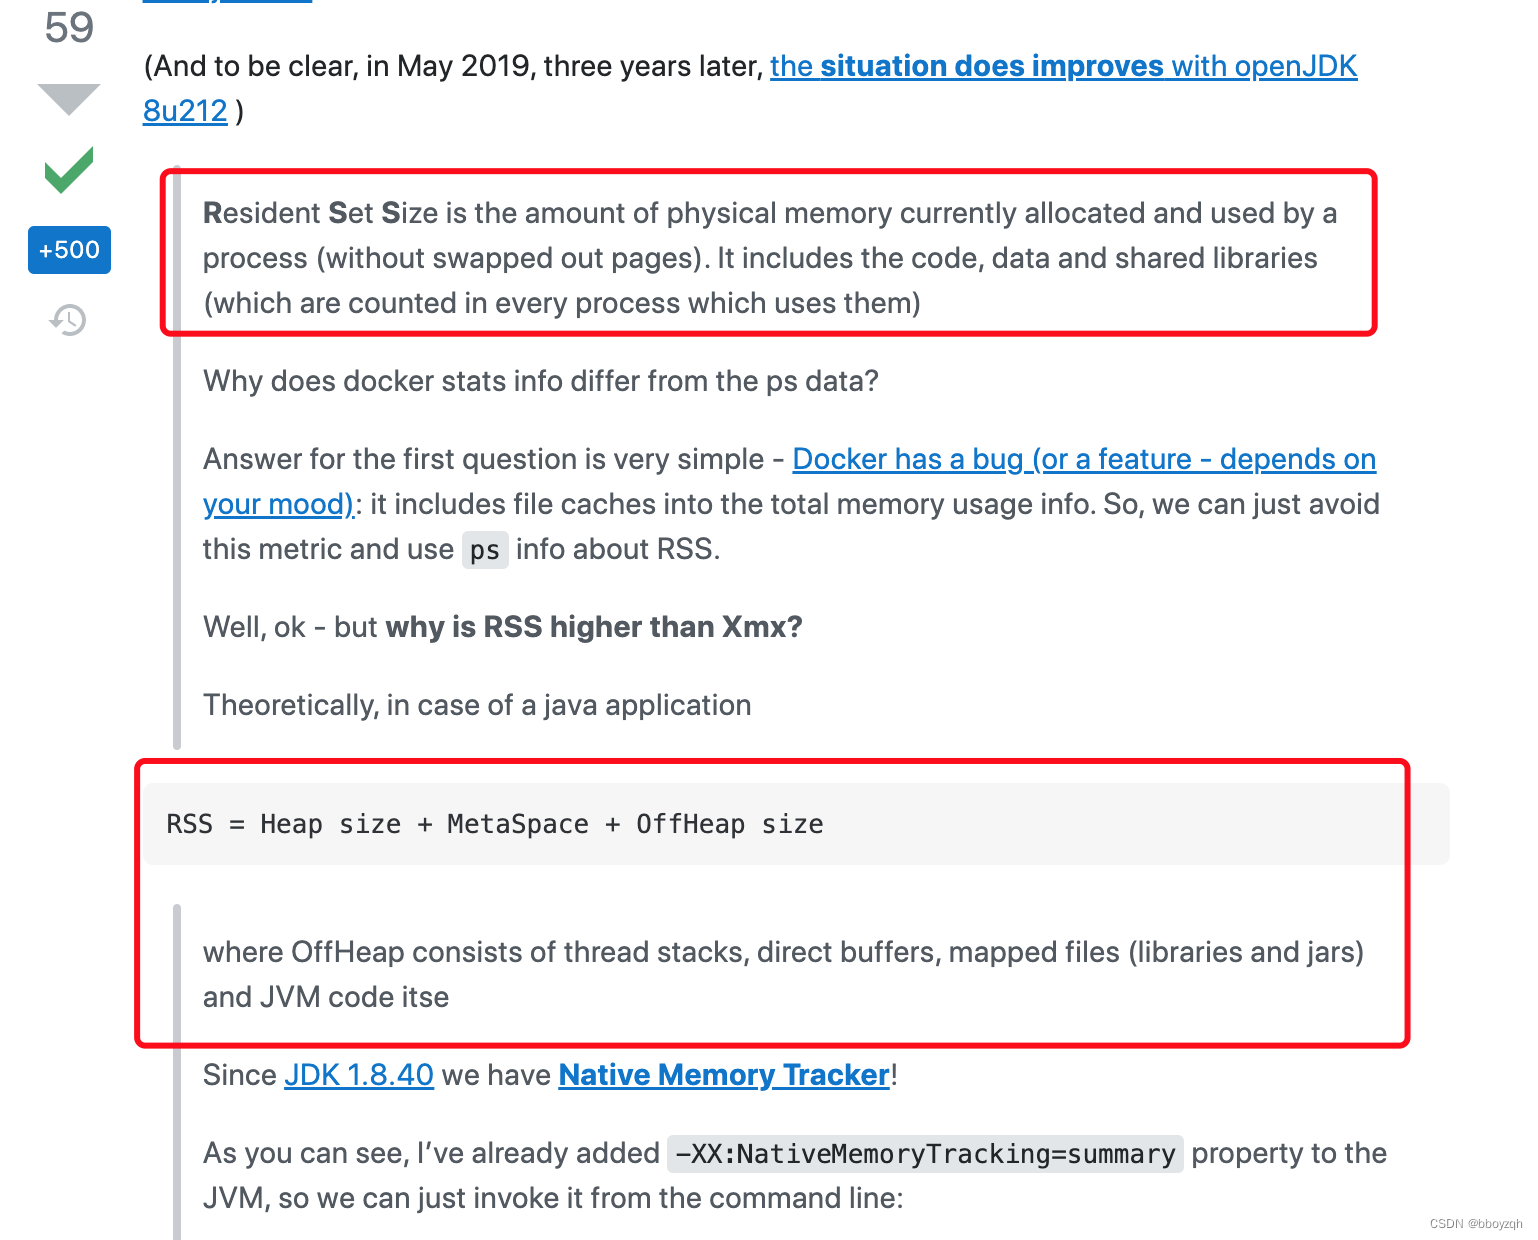 59
(And to be clear, in May 2019, three years later, the situation does improves with openJDK
8u212 )
+500
Resident Set Size is the amount of physical memory currently allocated and used by a
process (without swapped out pages). It includes the code, data and shared libraries
(which are counted in every process which uses them)
Why does docker stats info differ from the ps data?
Answer for the first question is very simple - Docker has a bug (or a feature - depends on
your mood): it includes file caches into the total memory usage info. So, we can just avoid
this metric and use ps info about RSS.
Well, ok - but why is RSS higher than Xmx?
Theoretically, in case of a java application
RSS = Heap size + MetaSpace + OffHeap size
where OffHeap consists of thread stacks, direct buffers, mapped files (libraries and jars)
and JVM code itse
Since JDK 1.8.40 we have Native Memory Tracker!
As you can see, I’ve already added -XX:NativeMemoryTracking=summary property to the
JVM, so we can just invoke it from the command line:
CSDN @bboyzqh